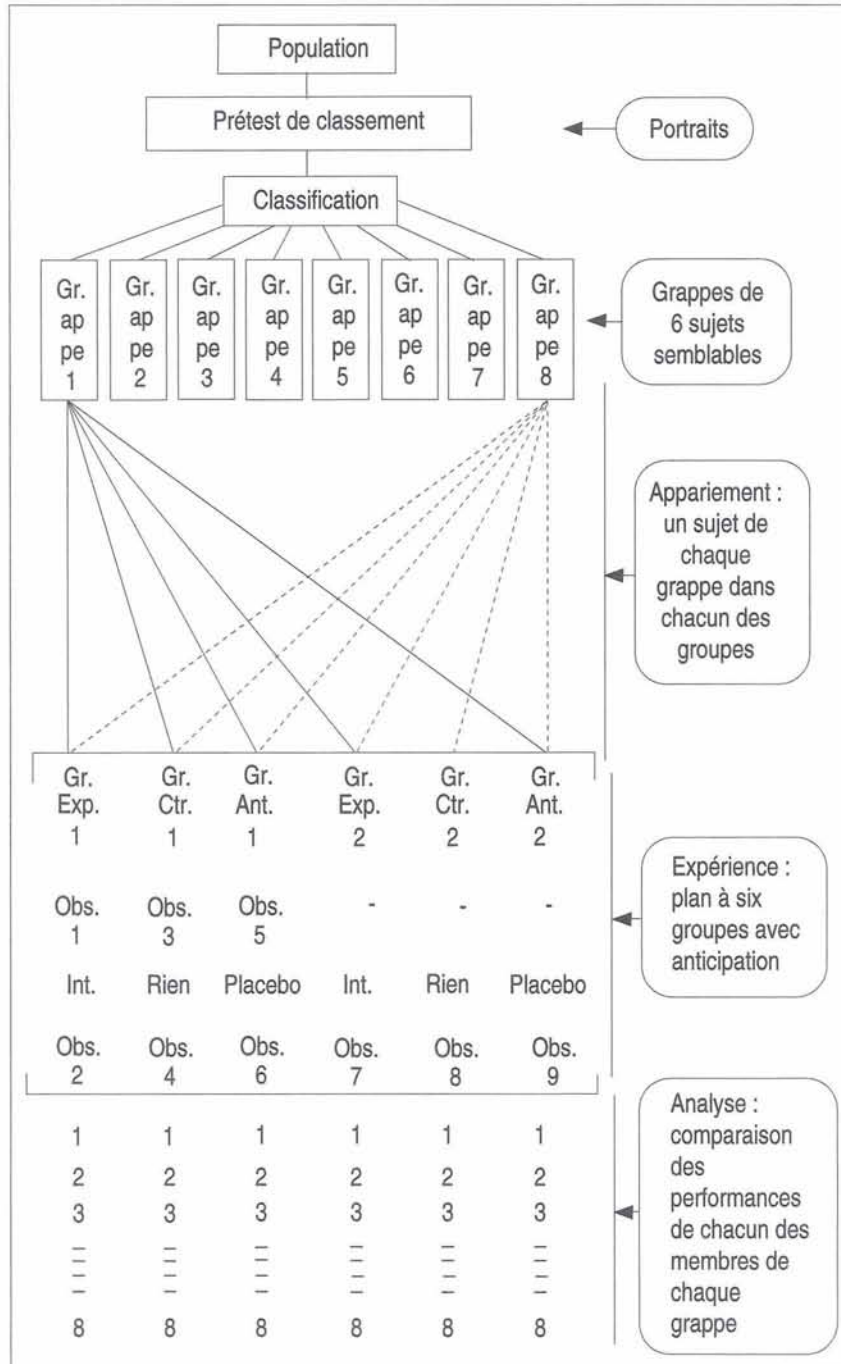 Population
Prétest de classement
Portraits
Classification
Gr. Gr. Gr. Gr. Gr. Gr. Gr. Gr.
ap ap ap ap ap ap ap ap
pe pe pe pe pe pe pe pe
1 2 3 4 5 6 7 8
Grappes de
6 sujets
semblables
Appariement :
un sujet de
chaque
grappe dans
chacun des
groupes
Gr. Gr. Gr. Gr. Gr. Gr.
Exp. Ctr. Ant. Exp. Ctr. Ant.
1 1 1 2 2 2
Obs. Obs. Obs. - - -
1 3 5
Int. Rien Placebo Int. Rien Placebo
Obs. Obs. Obs. Obs. Obs. Obs.
2 4 6 7 8 9
Expérience :
plan à six
groupes avec
anticipation
1 1 1 1 1 1
2 2 2 2 2 2
3 3 3 3 3 3
– – – – – –
– – – – – –
– – – – – –
– – – – – –
8 8 8 8 8 8
Analyse :
comparaison
des
performances
de chacun des
membres de
chaque
grappe